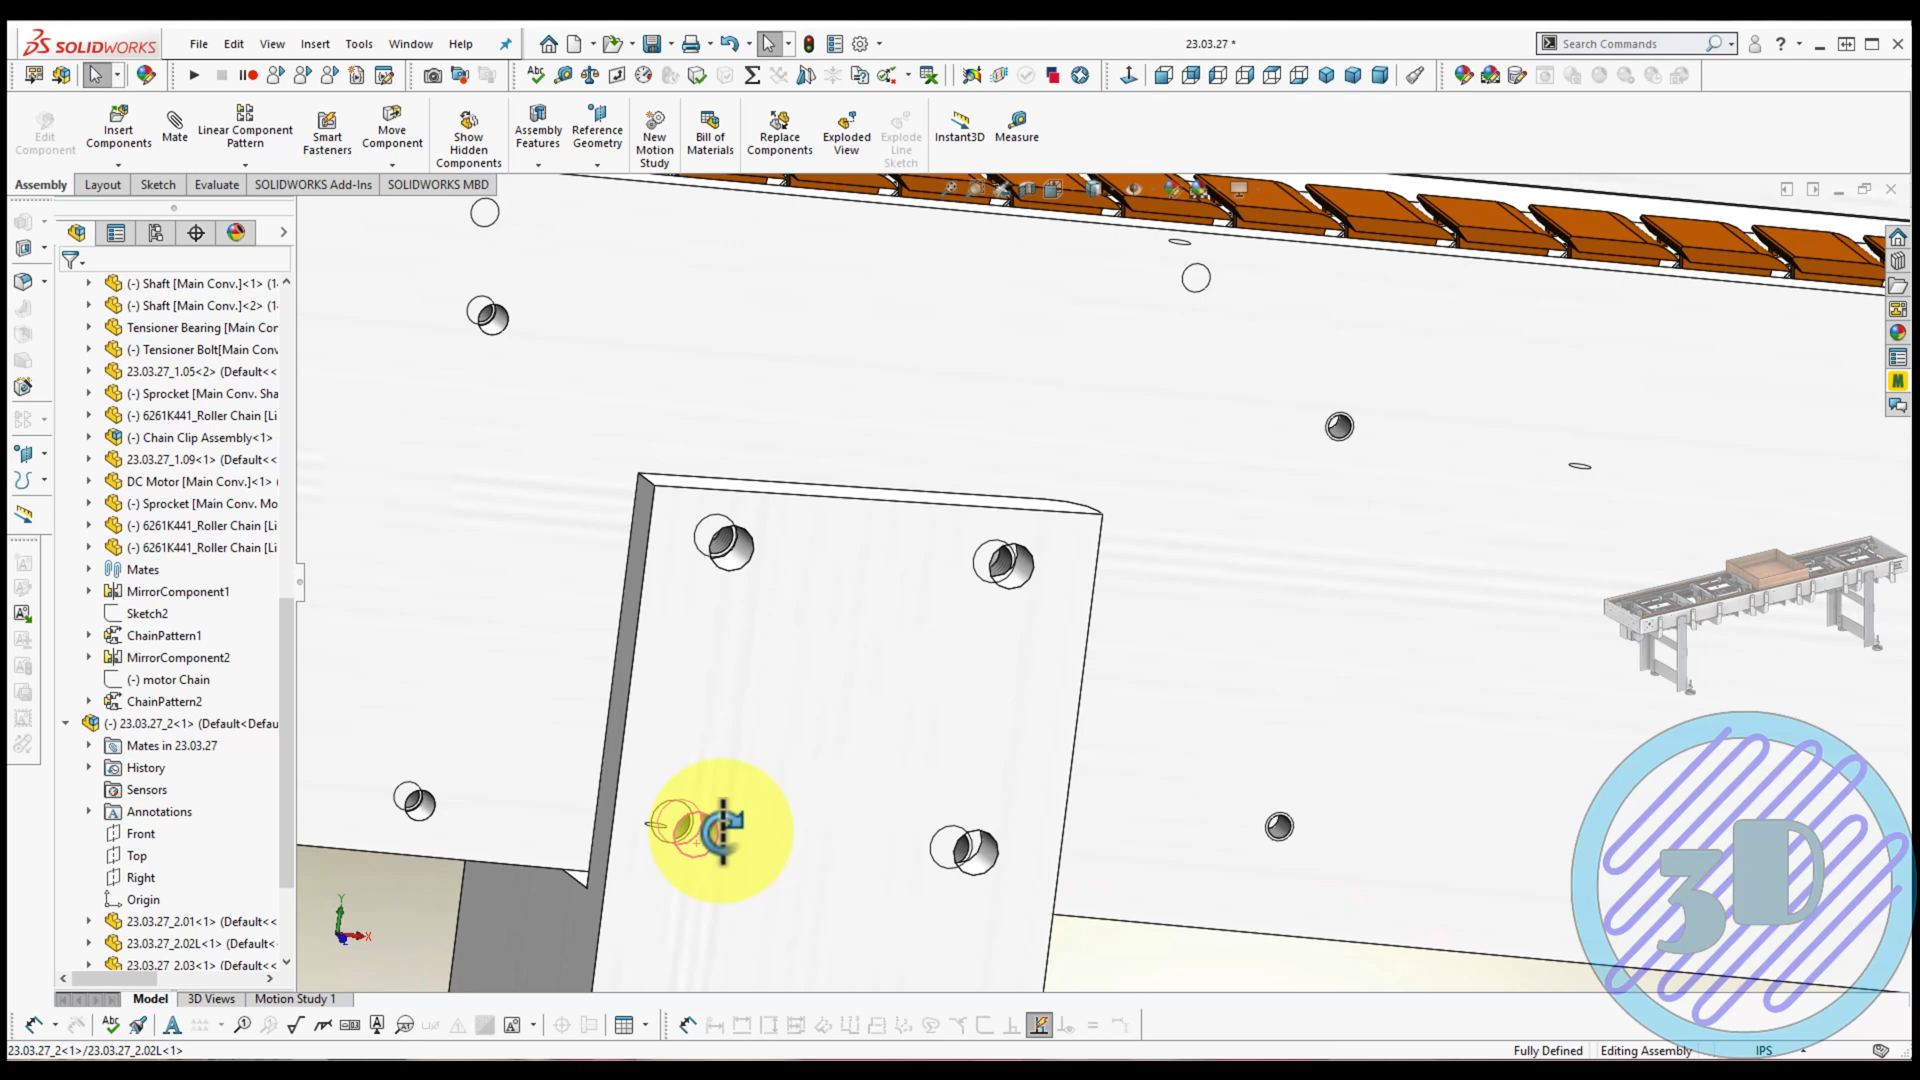 SOLIDWORKS File Edit View Insert Tools Window Help 23.03.27 * Search Commands
Edit Component
Insert Components
Mate
Linear Component Pattern
Smart Fasteners
Move Component
Show Hidden Components
Assembly Features
Reference Geometry
New Motion Study
Bill of Materials
Replace Components
Exploded View
Explode Line Sketch
Instant3D
Measure
Assembly Layout Sketch Evaluate SOLIDWORKS Add-Ins SOLIDWORKS MBD
(-) Shaft [Main Conv.]<1> (1
(-) Shaft [Main Conv.]<2> (1
Tensioner Bearing [Main Cor
(-) Tensioner Bolt[Main Conv
23.03.27_1.05<2> (Default<<
(-) Sprocket [Main Conv. Sha
(-) 6261K441_Roller Chain [Li
(-) Chain Clip Assembly<1>
23.03.27_1.09<1> (Default<<
DC Motor [Main Conv.]<1> (
(-) Sprocket [Main Conv. Mo
(-) 6261K441_Roller Chain [Li
(-) 6261K441_Roller Chain [Li
Mates
MirrorComponent1
Sketch2
ChainPattern1
MirrorComponent2
(-) motor Chain
ChainPattern2
(-) 23.03.27_2<1> (Default<Defau
Mates in 23.03.27
History
Sensors
Annotations
Front
Top
Right
Origin
23.03.27_2.01<1> (Default<<
23.03.27_2.02L<1> (Default<
23.03.27_2.03<1> (Default<<
Y
X
M
3D
Model 3D Views Motion Study 1
23.03.27_2<1>/23.03.27_2.02L<1> Fully Defined Editing Assembly IPS